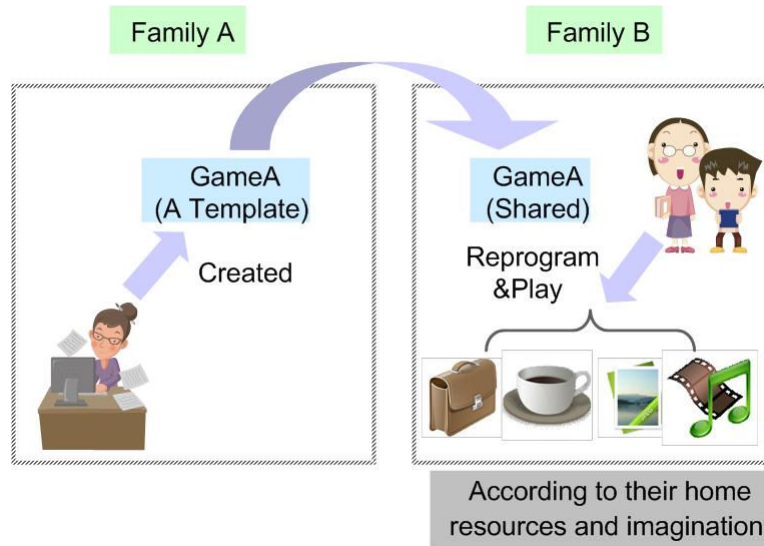 Family A
Family B
GameA
(A Template)
GameA
(Shared)
Created
Reprogram
&Play
According to their home
resources and imagination